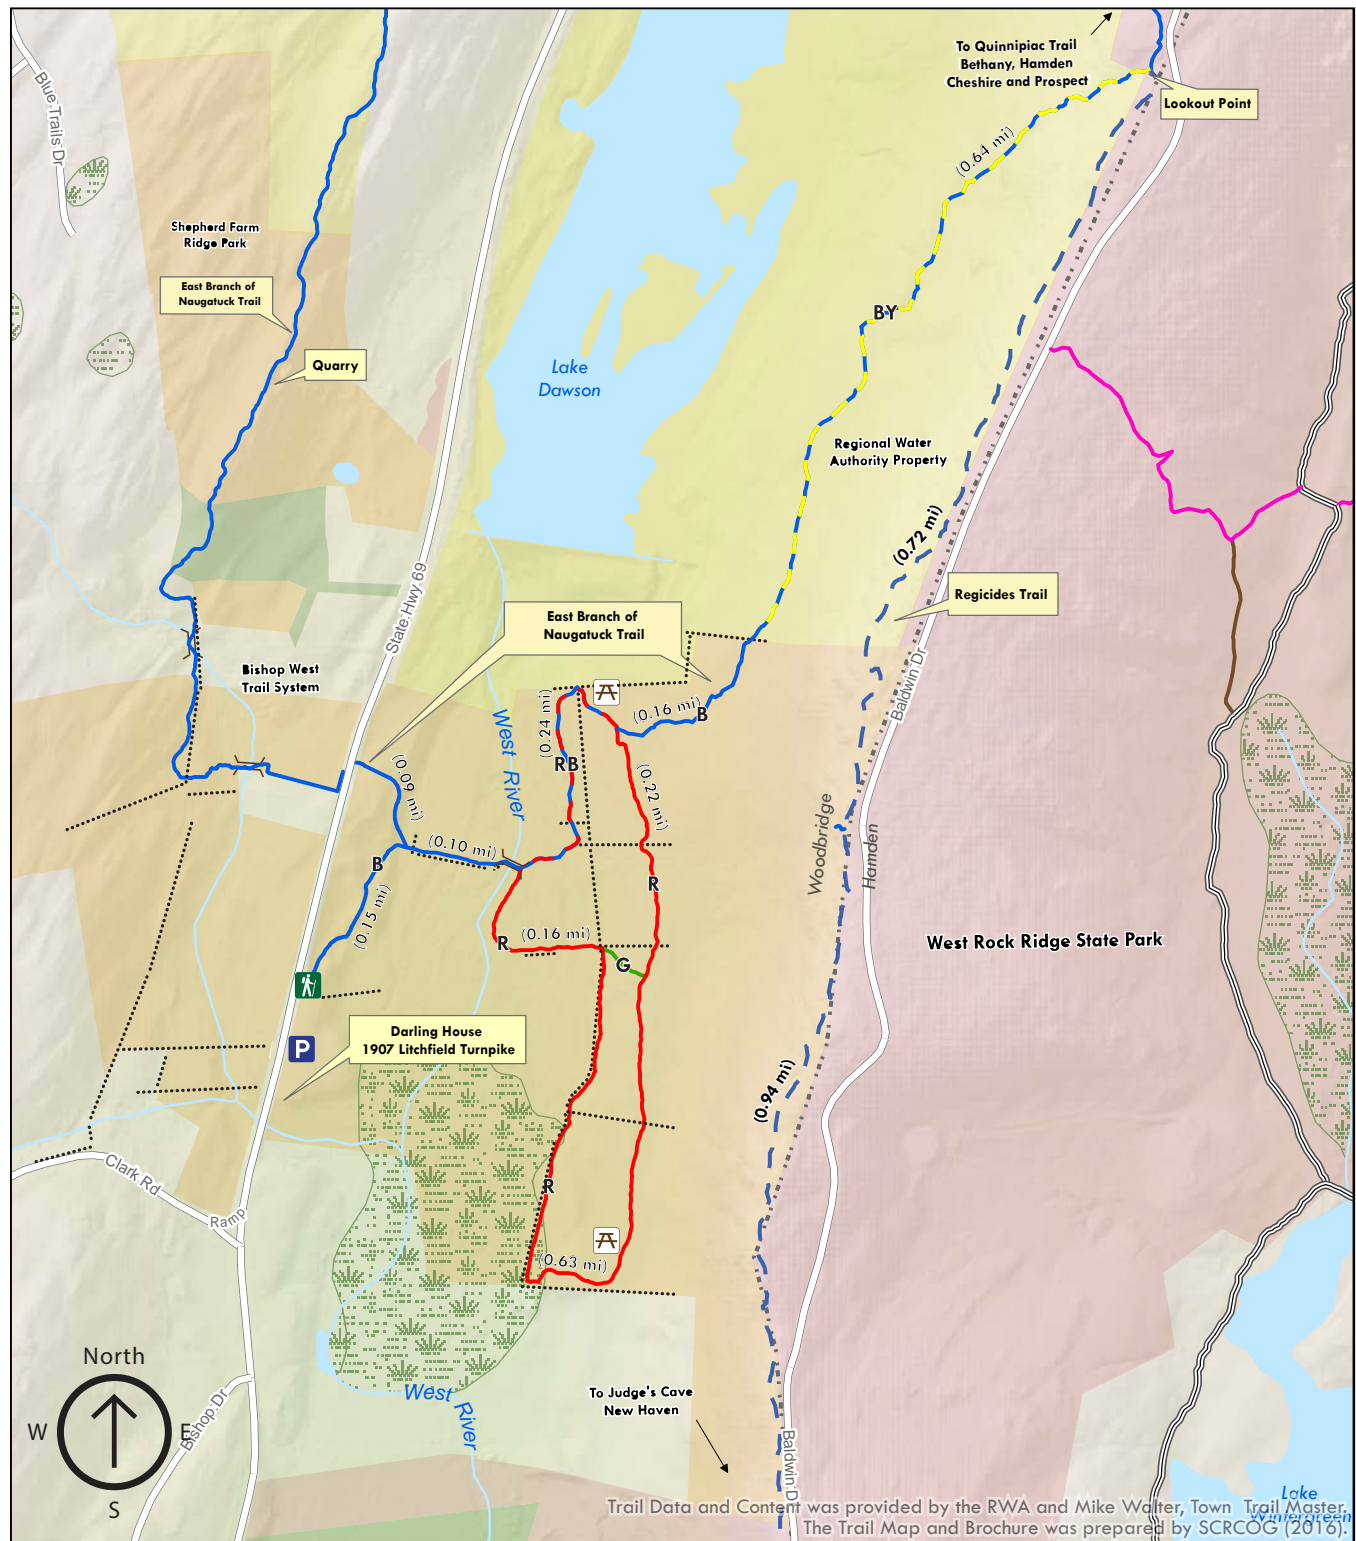 To Quinnipiac Trail
Bethany, Hamden
Cheshire and Prospect
Lookout Point
Blue Trails Dr
(0.64 mi)
Shepherd Farm
Ridge Park
East Branch of
Naugatuck Trail
BY
Quarry
Lake
Dawson
Regional Water
Authority Property
(0.72 mi)
State Hwy 69
Regicides Trail
East Branch of
Naugatuck Trail
Bishop West
Trail System
Baldwin Dr
(0.24 mi)
(0.16 mi)
B
West River
RB
(0.09 mi)
(0.22 mi)
Woodbridge
Hamden
(0.10 mi)
B
R
(0.15 mi)
R
(0.16 mi)
G
West Rock Ridge State Park
P
Darling House
1907 Litchfield Turnpike
(0.94 mi)
Clark Rd
R
Ramp
(0.63 mi)
North
W
E
S
Bishop Dr
West River
To Judge's Cave
New Haven
Baldwin Dr
Lake
Wintergreen
Trail Data and Content was provided by the RWA and Mike Walter, Town Trail Master.
The Trail Map and Brochure was prepared by SCRCOG (2016).